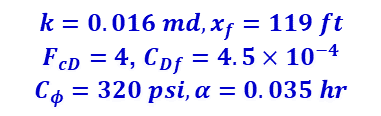 k = 0.016 md, x_f = 119 ft
F_cD = 4, C_Df = 4.5 × 10⁻⁴
C_ϕ = 320 psi, α = 0.035 hr